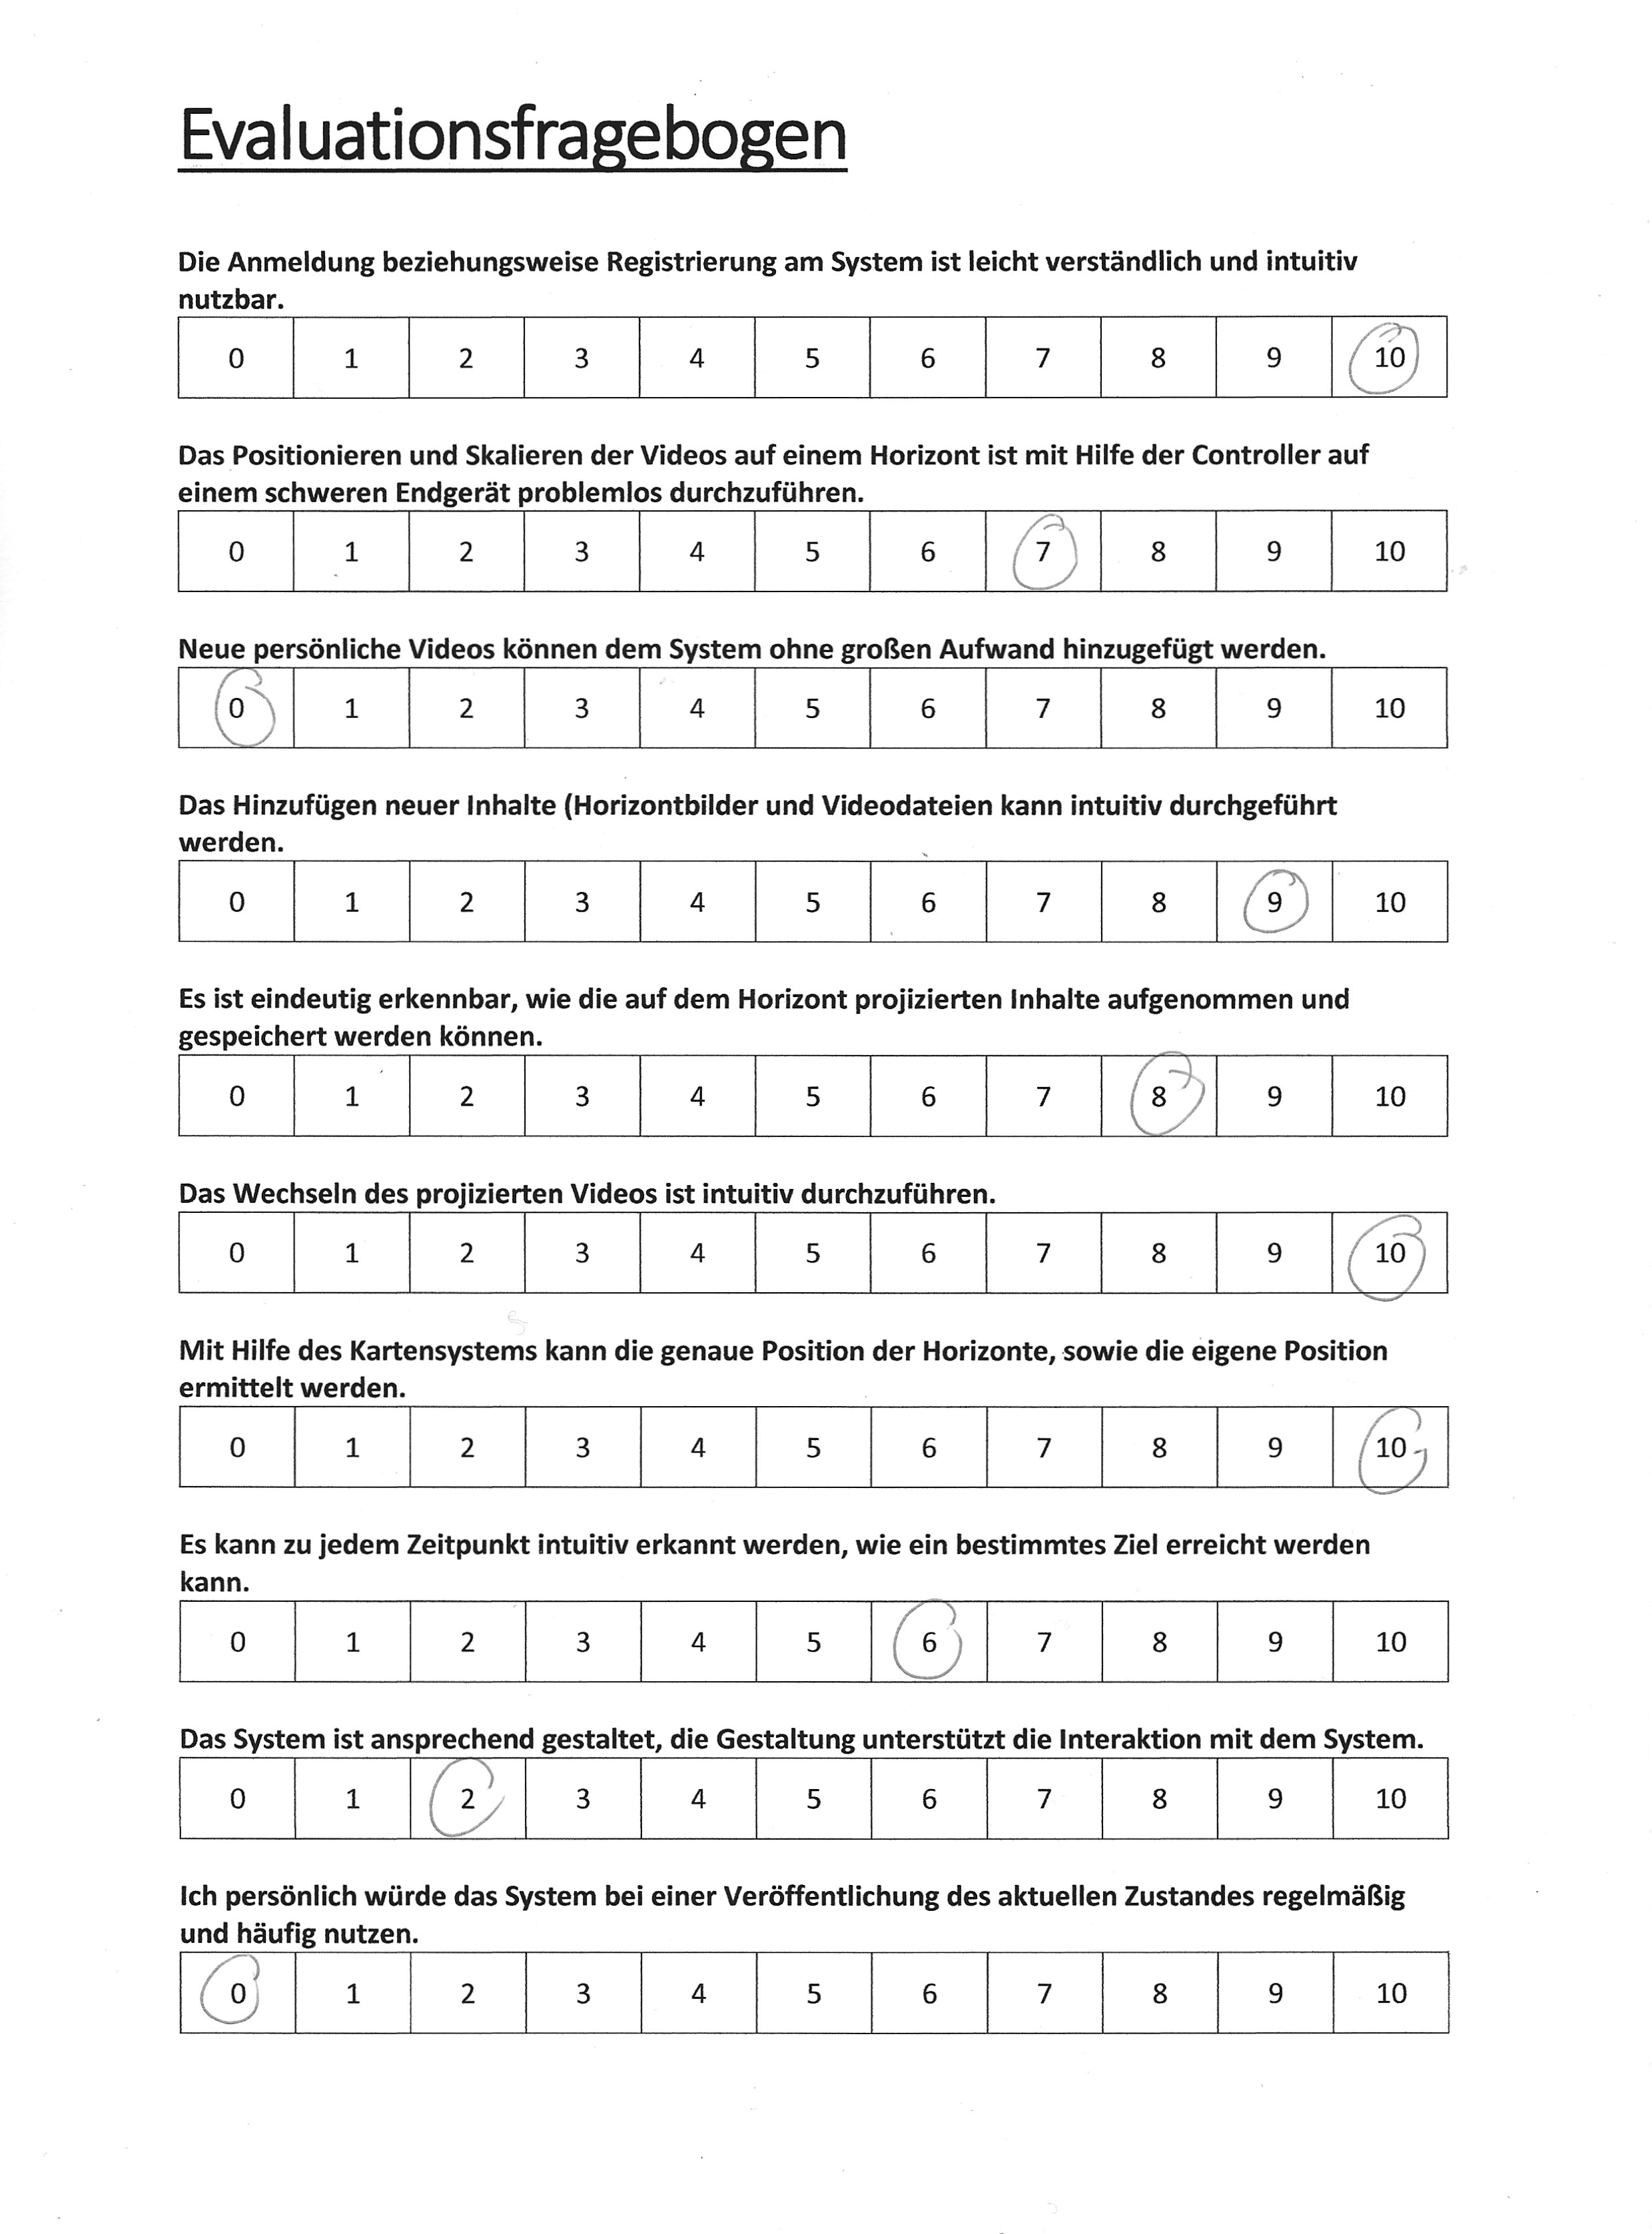 Evaluationsfragebogen
Die Anmeldung beziehungsweise Registrierung am System ist leicht verständlich und intuitiv
nutzbar.
0 1 2 3 4 5 6 7 8 9 10
Das Positionieren und Skalieren der Videos auf einem Horizont ist mit Hilfe der Controller auf
einem schweren Endgerät problemlos durchzuführen.
0 1 2 3 4 5 6 7 8 9 10
Neue persönliche Videos können dem System ohne großen Aufwand hinzugefügt werden.
0 1 2 3 4 5 6 7 8 9 10
Das Hinzufügen neuer Inhalte (Horizontbilder und Videodateien kann intuitiv durchgeführt
werden.
0 1 2 3 4 5 6 7 8 9 10
Es ist eindeutig erkennbar, wie die auf dem Horizont projizierten Inhalte aufgenommen und
gespeichert werden können.
0 1 2 3 4 5 6 7 8 9 10
Das Wechseln des projizierten Videos ist intuitiv durchzuführen.
0 1 2 3 4 5 6 7 8 9 10
Mit Hilfe des Kartensystems kann die genaue Position der Horizonte, sowie die eigene Position
ermittelt werden.
0 1 2 3 4 5 6 7 8 9 10
Es kann zu jedem Zeitpunkt intuitiv erkannt werden, wie ein bestimmtes Ziel erreicht werden
kann.
0 1 2 3 4 5 6 7 8 9 10
Das System ist ansprechend gestaltet, die Gestaltung unterstützt die Interaktion mit dem System.
0 1 2 3 4 5 6 7 8 9 10
Ich persönlich würde das System bei einer Veröffentlichung des aktuellen Zustandes regelmäßig
und häufig nutzen.
0 1 2 3 4 5 6 7 8 9 10